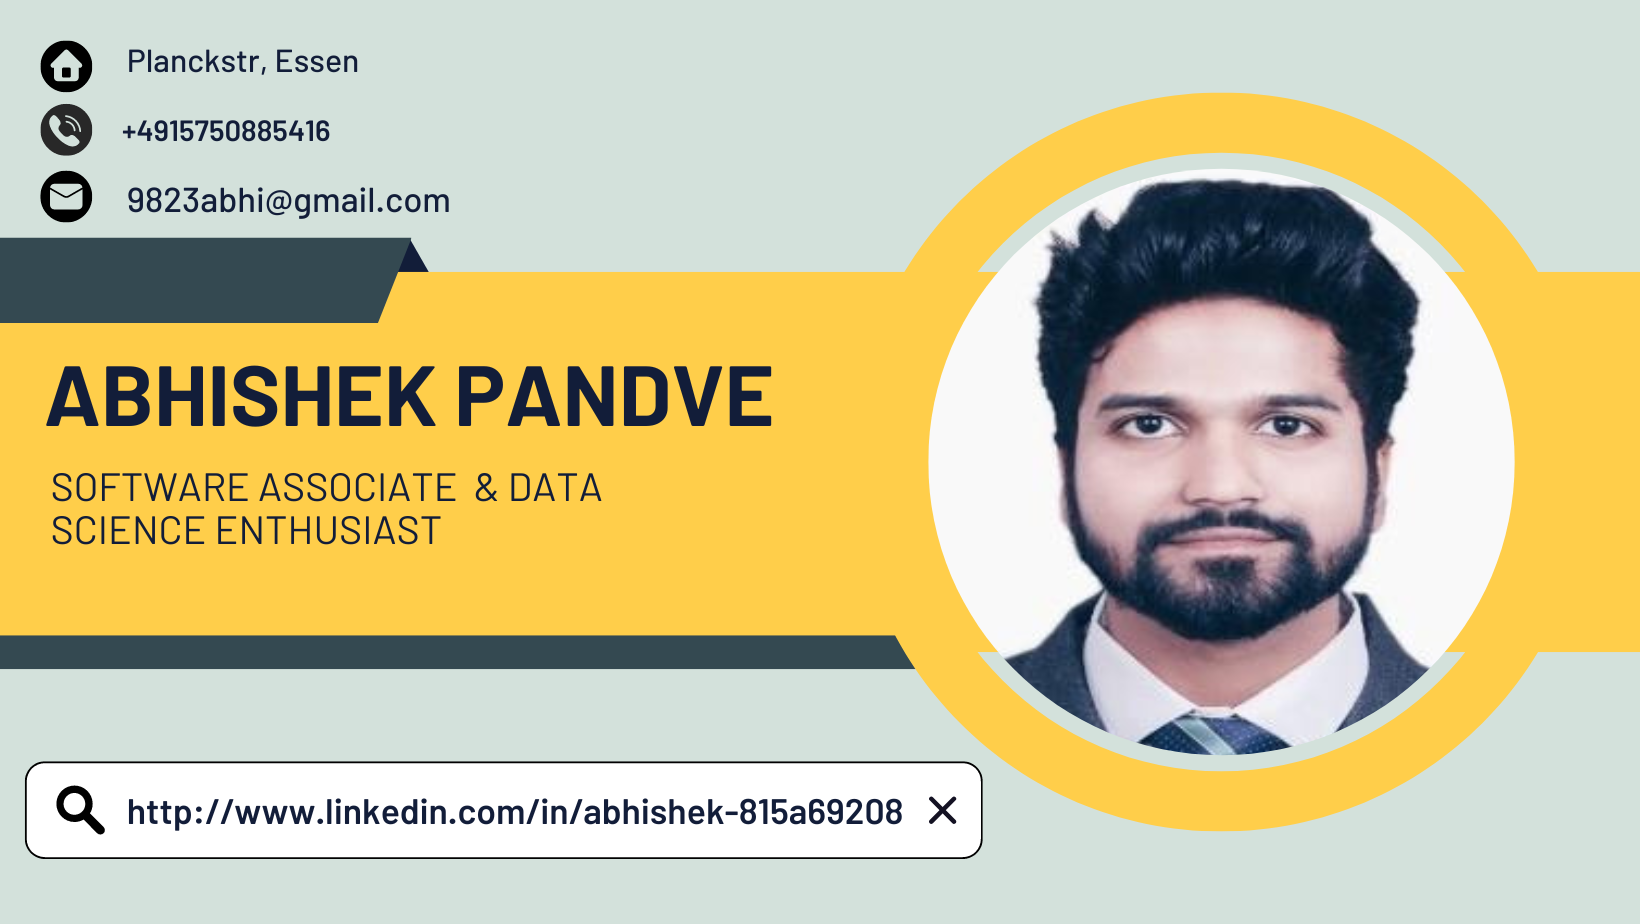 Planckstr, Essen
+4915750885416
9823abhi@gmail.com
ABHISHEK PANDVE
SOFTWARE ASSOCIATE & DATA
SCIENCE ENTHUSIAST
http://www.linkedin.com/in/abhishek-815a69208